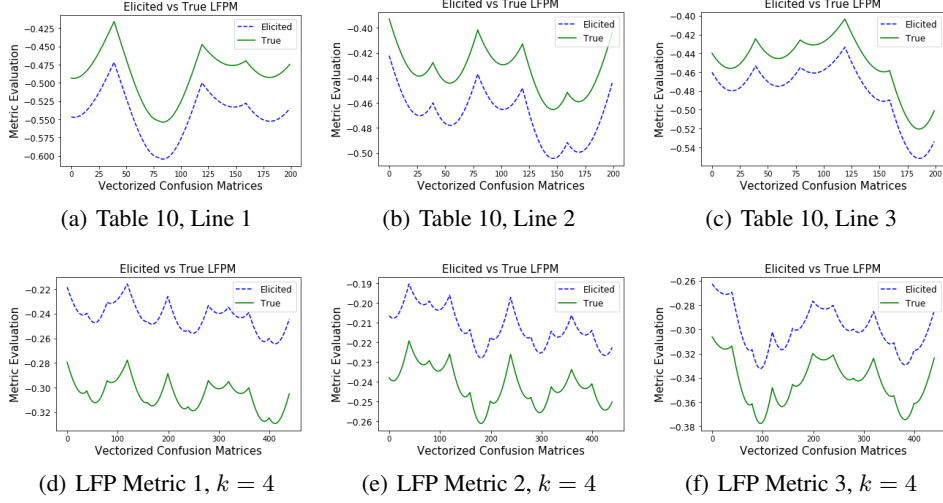 Elicited vs True LFPM
Metric Evaluation
−0.425
−0.450
−0.475
−0.500
−0.525
−0.550
−0.575
−0.600
Elicited
True
0 25 50 75 100 125 150 175 200
Vectorized Confusion Matrices
(a) Table 10, Line 1
Elicited vs True LFPM
Metric Evaluation
−0.40
−0.42
−0.44
−0.46
−0.48
−0.50
Elicited
True
0 25 50 75 100 125 150 175 200
Vectorized Confusion Matrices
(b) Table 10, Line 2
Elicited vs True LFPM
Metric Evaluation
−0.40
−0.42
−0.44
−0.46
−0.48
−0.50
−0.52
−0.54
Elicited
True
0 25 50 75 100 125 150 175 200
Vectorized Confusion Matrices
(c) Table 10, Line 3
Elicited vs True LFPM
Metric Evaluation
−0.22
−0.24
−0.26
−0.28
−0.30
−0.32
Elicited
True
0 100 200 300 400
Vectorized Confusion Matrices
(d) LFP Metric 1, k = 4
Elicited vs True LFPM
Metric Evaluation
−0.19
−0.20
−0.21
−0.22
−0.23
−0.24
−0.25
−0.26
Elicited
True
0 100 200 300 400
Vectorized Confusion Matrices
(e) LFP Metric 2, k = 4
Elicited vs True LFPM
Metric Evaluation
−0.26
−0.28
−0.30
−0.32
−0.34
−0.36
−0.38
Elicited
True
0 100 200 300 400
Vectorized Confusion Matrices
(f) LFP Metric 3, k = 4